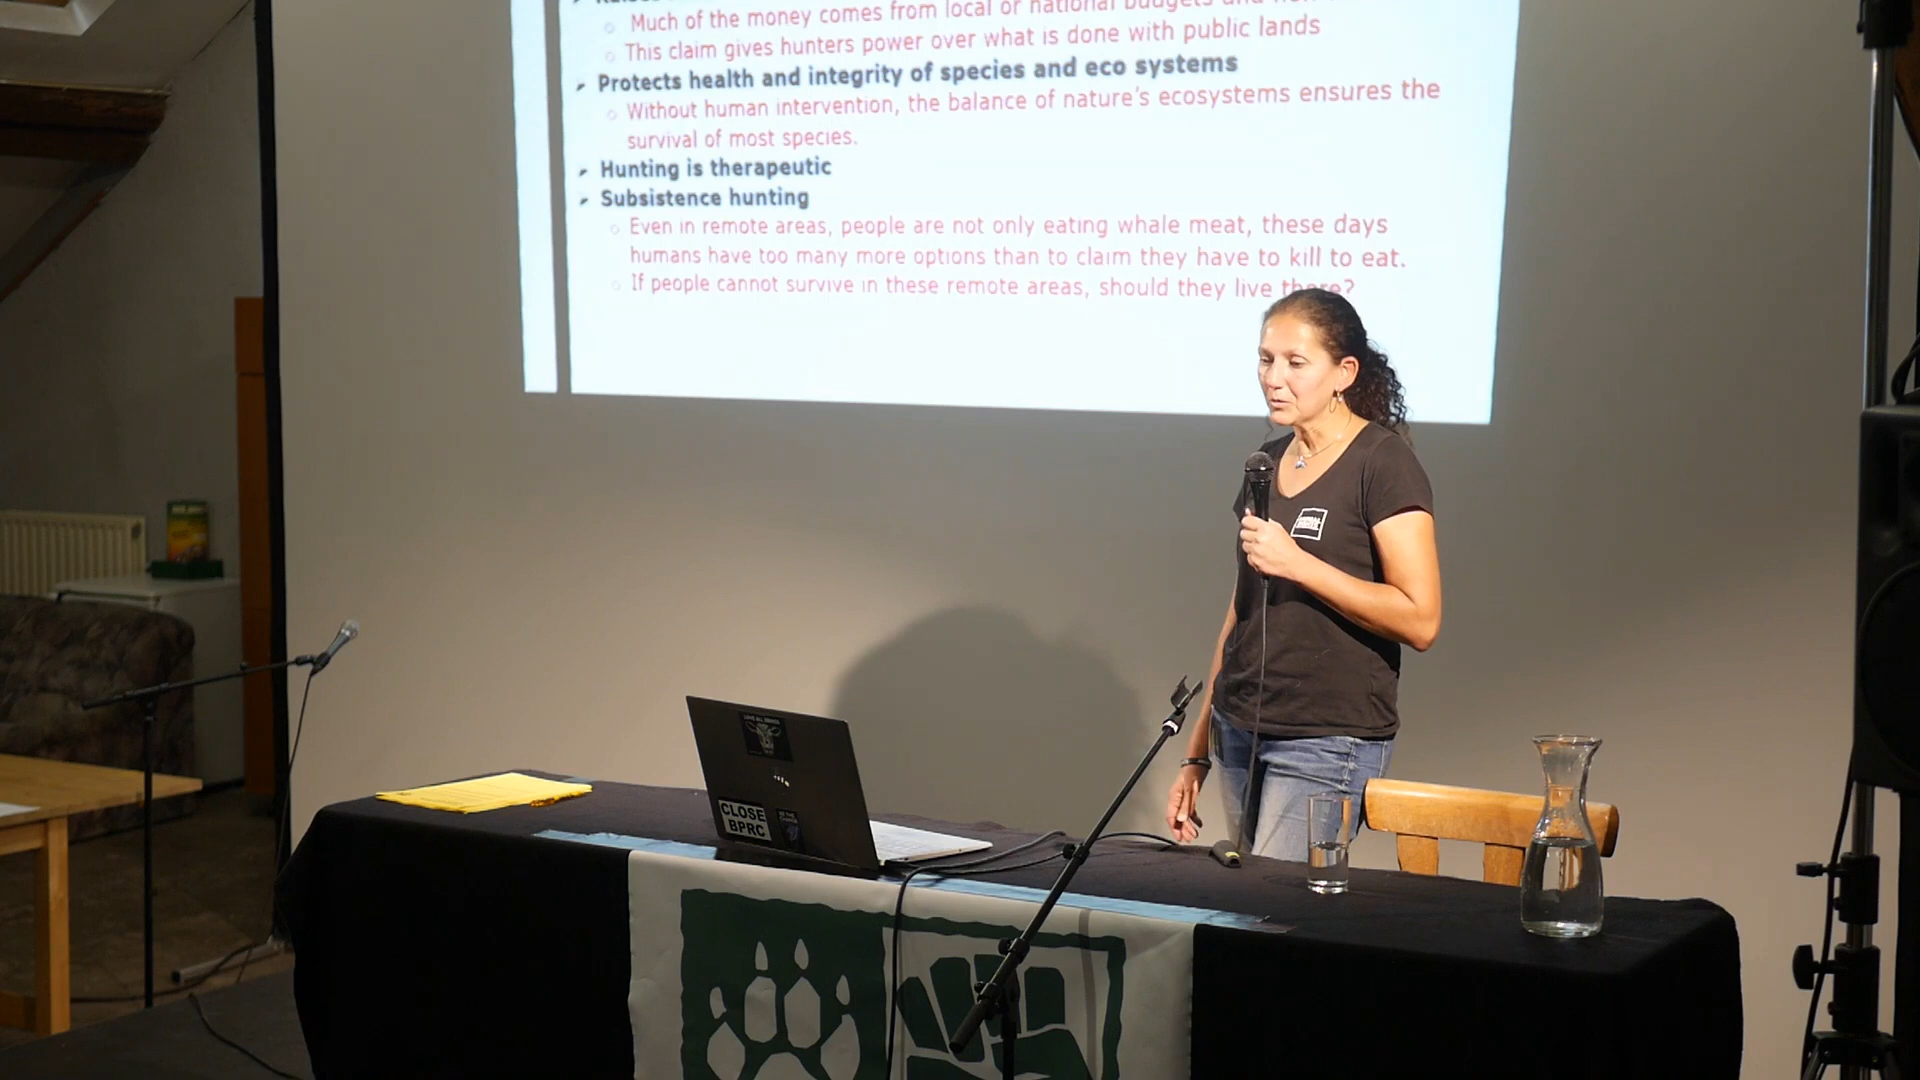 Much of the money comes from local or national budgets and
This claim gives hunters power over what is done with public lands
Protects health and integrity of species and eco systems
Without human intervention, the balance of nature's ecosystems ensures the
survival of most species.
Hunting is therapeutic
Subsistence hunting
Even in remote areas, people are not only eating whale meat, these days
humans have too many more options than to claim they have to kill to eat.
If people cannot survive in these remote areas, should they live there?
CLOSE
BPRC